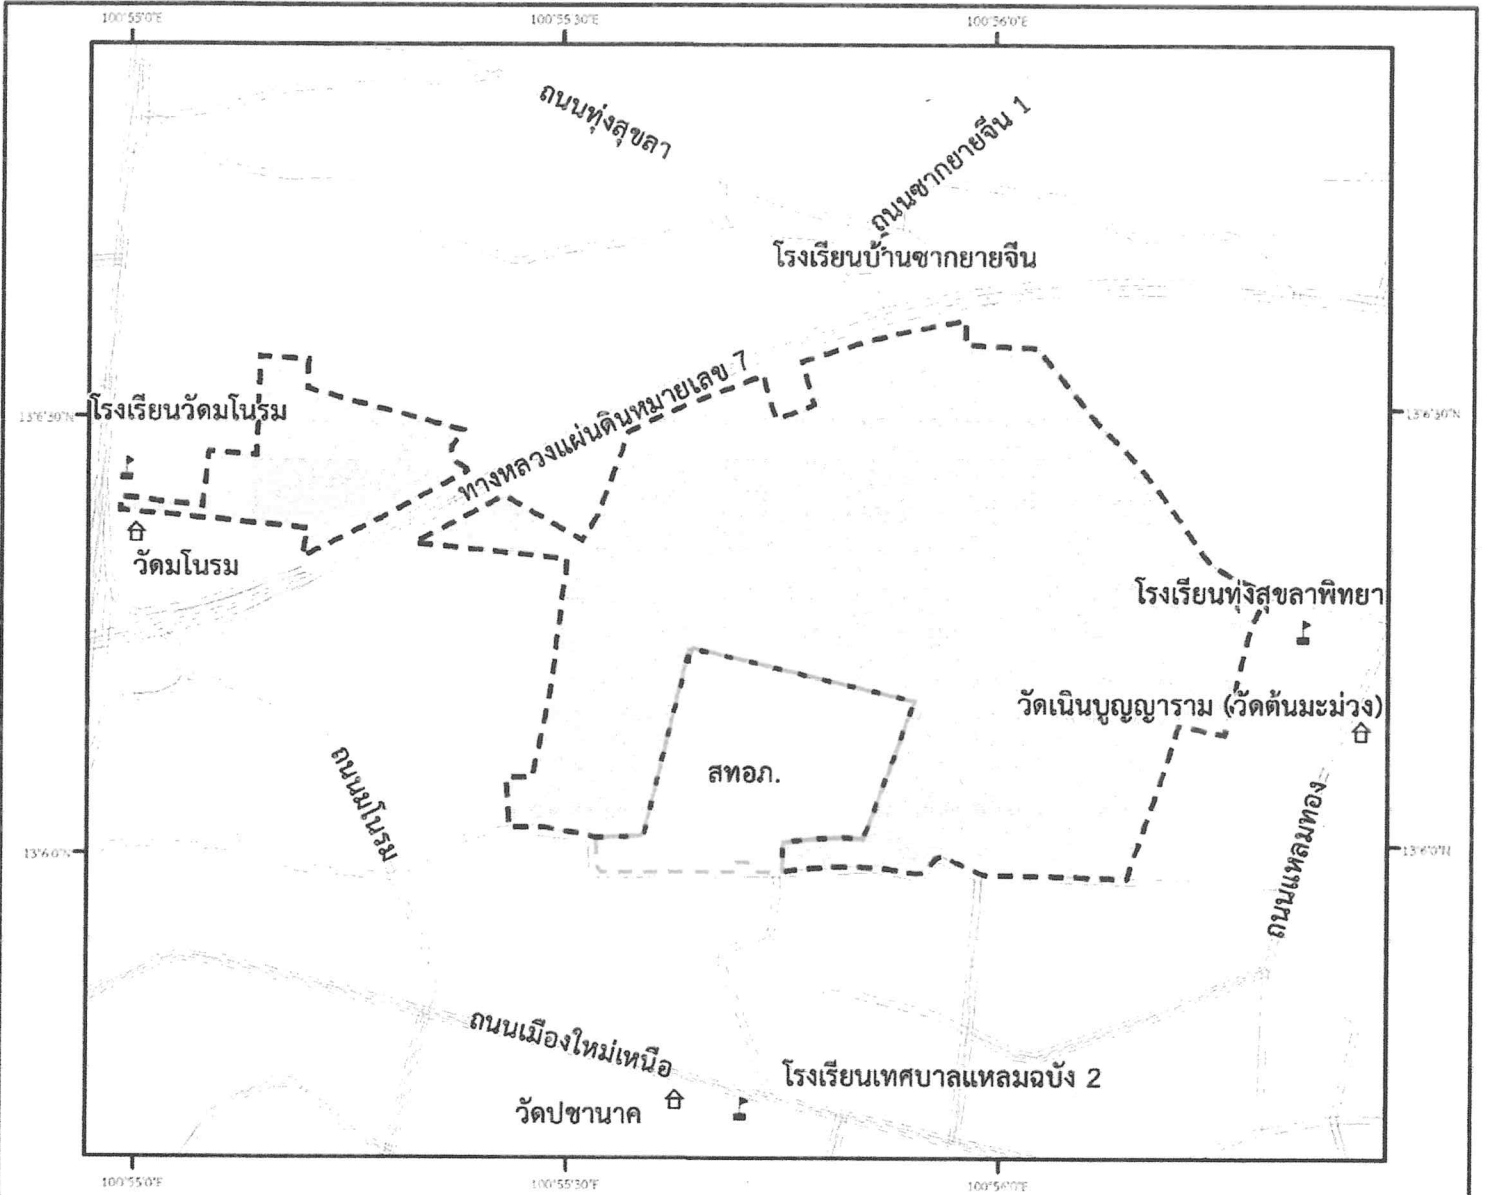 100°55'0"E
100°55'30"E
100°56'0"E
ถนนทุ่งสุขลา
ถนนซากยายจีน 1
โรงเรียนบ้านซากยายจีน
ทางหลวงแผ่นดินหมายเลข 7
13°6'30"N
โรงเรียนวัดมโนรม
13°6'30"N
วัดมโนรม
โรงเรียนทุ่งสุขลาพิทยา
วัดเนินบูญญาราม (วัดต้นมะม่วง)
สทอภ.
ถนนมโนรม
ถนนแหลมทอง
13°6'0"N
13°6'0"N
ถนนเมืองใหม่เหนือ
โรงเรียนเทศบาลแหลมฉบัง 2
วัดปชานาค
100°55'0"E
100°55'30"E
100°56'0"E